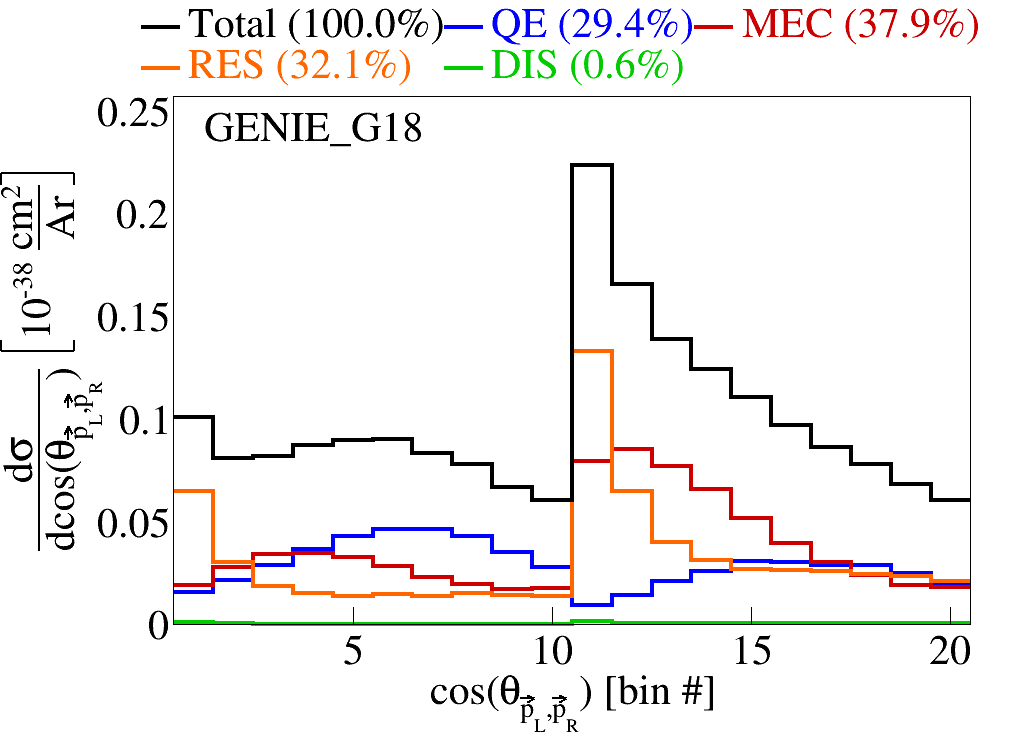 Total (100.0%) QE (29.4%) MEC (37.9%)
RES (32.1%) DIS (0.6%)
GENIE_G18
0.25
0.2
0.15
0.1
0.05
0
dσ
dcos(θp⃗L,p⃗R)
[10-38 cm2
Ar]
5 10 15 20
cos(θp⃗L,p⃗R) [bin #]